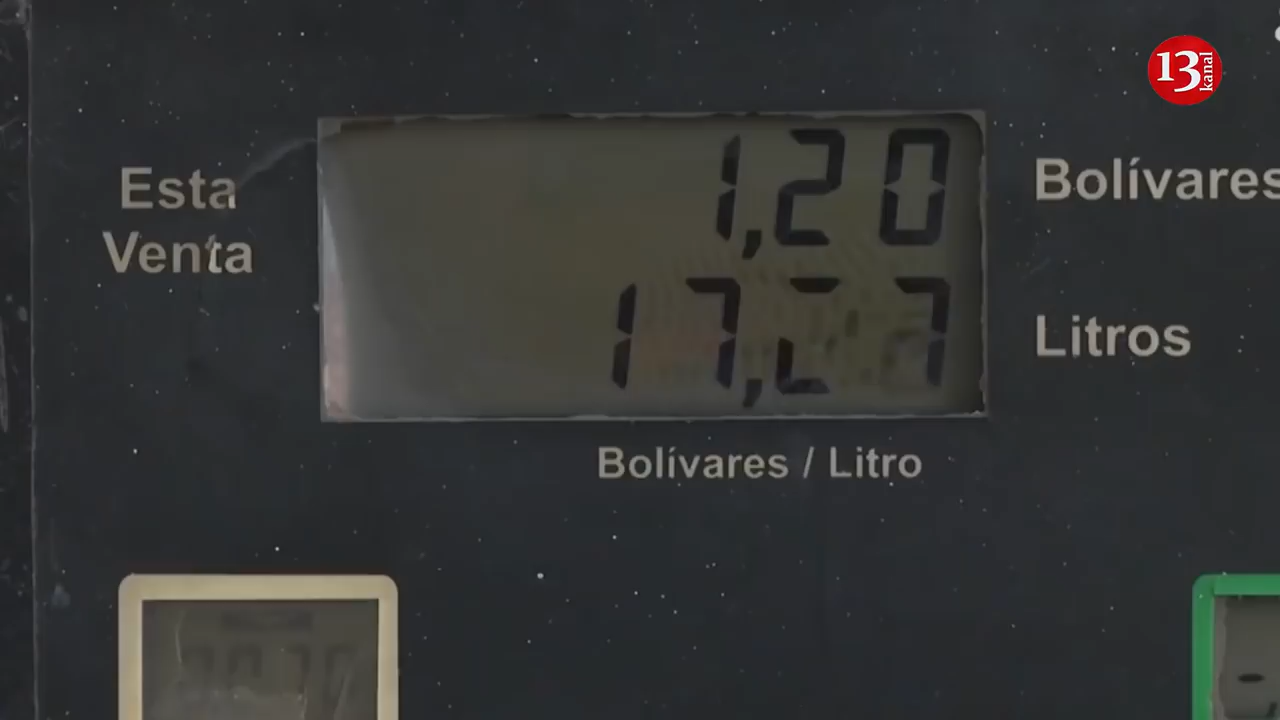 13 kanal
Esta
Venta
1,20
Bolívares
Litros
Bolívares / Litro